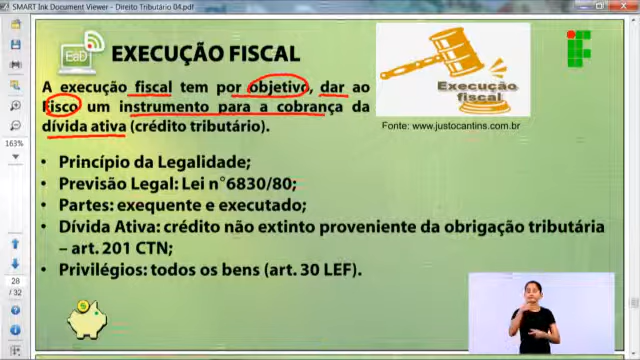 SMART Ink Document Viewer - Direito Tributário 04.pdf
EaD
EXECUÇÃO FISCAL
A execução fiscal tem por objetivo, dar ao
Fisco um instrumento para a cobrança da
dívida ativa (crédito tributário).
Execução
fiscal
Fonte: www.justocantins.com.br
• Princípio da Legalidade;
• Previsão Legal: Lei n°6830/80;
• Partes: exequente e executado;
• Dívida Ativa: crédito não extinto proveniente da obrigação tributária
– art. 201 CTN;
• Privilégios: todos os bens (art. 30 LEF).
163%
28
/ 32